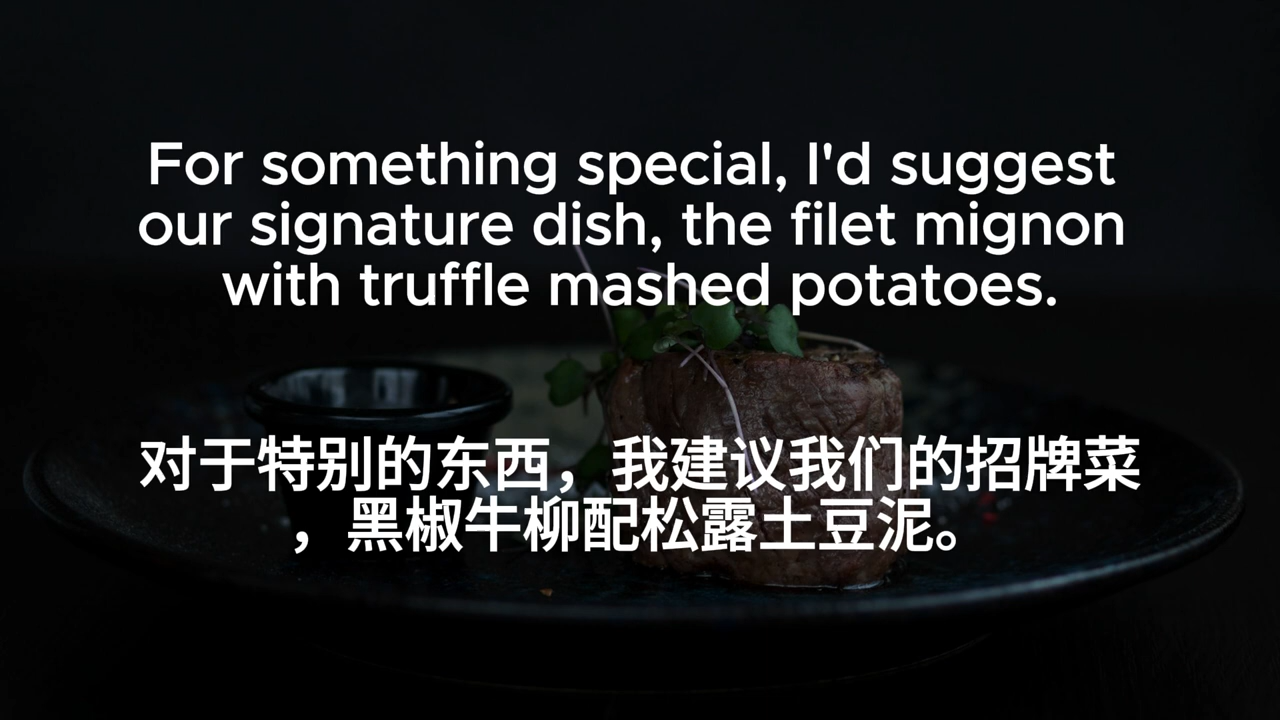 For something special, I'd suggest
our signature dish, the filet mignon
with truffle mashed potatoes.
对于特别的东西，我建议我们的招牌菜
，黑椒牛柳配松露土豆泥。